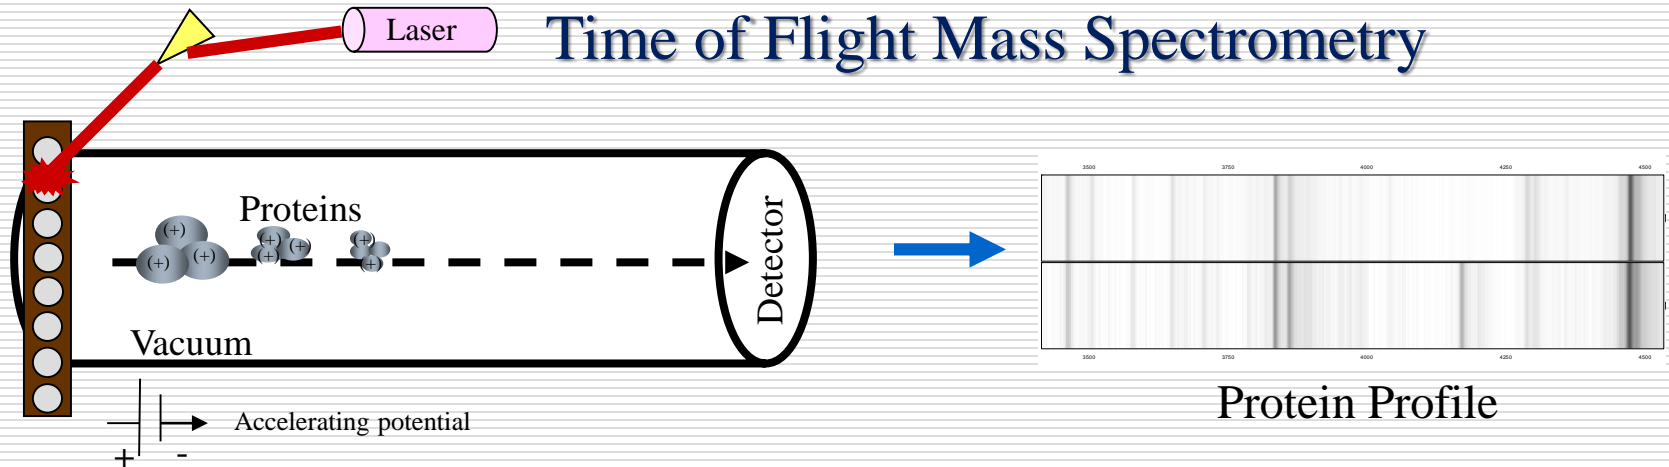 Laser
Time of Flight Mass Spectrometry
Proteins
(+)
(+)
(+)
(+)
(+)
(+)
(+)
(+)
Detector
Vacuum
Accelerating potential
+ -
3500 3750 4000 4250 4500
3500 3750 4000 4250 4500
Protein Profile